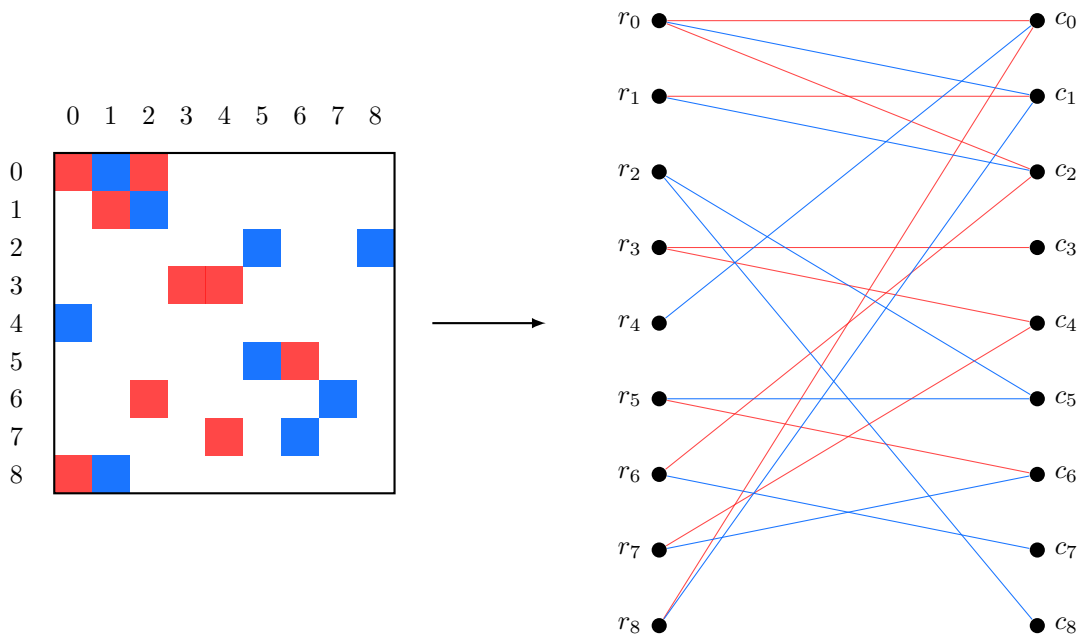 0 1 2 3 4 5 6 7 8
0
1
2
3
4
5
6
7
8
r₀ c₀
r₁ c₁
r₂ c₂
r₃ c₃
r₄ c₄
r₅ c₅
r₆ c₆
r₇ c₇
r₈ c₈